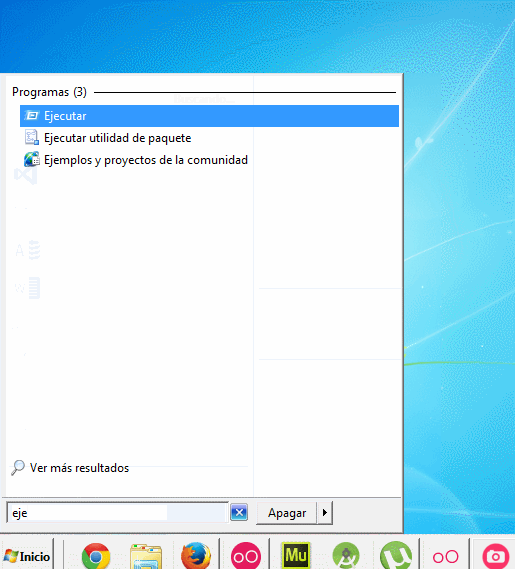 Programas (3)
Ejecutar
Ejecutar utilidad de paquete
Ejemplos y proyectos de la comunidad
Ver más resultados
eje
Apagar
Inicio
Mu